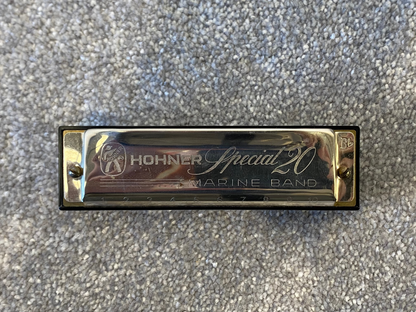 HOHNER Special 20
MARINE BAND